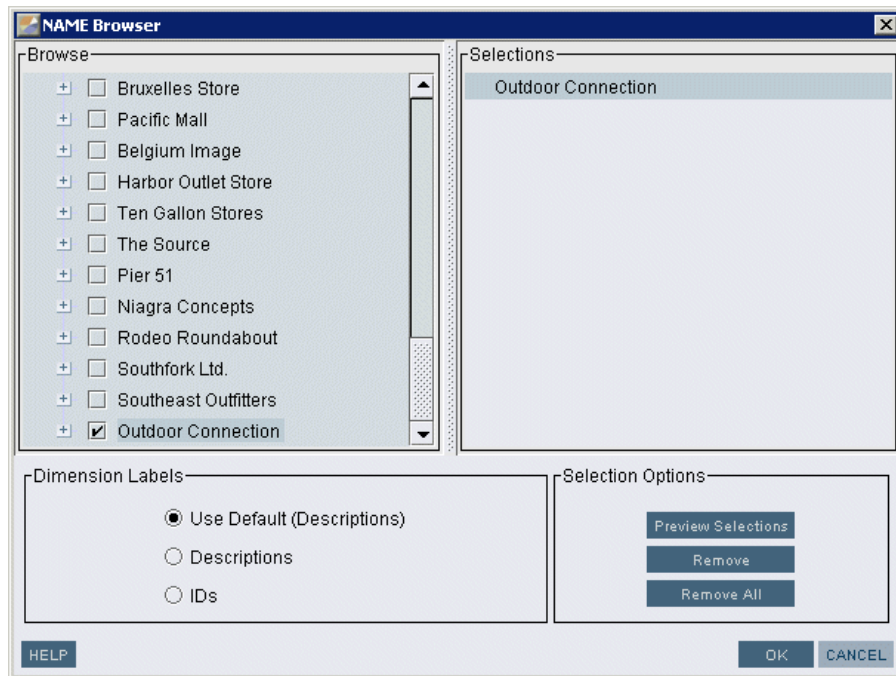 NAME Browser
Browse
Bruxelles Store
Pacific Mall
Belgium Image
Harbor Outlet Store
Ten Gallon Stores
The Source
Pier 51
Niagra Concepts
Rodeo Roundabout
Southfork Ltd.
Southeast Outfitters
Outdoor Connection
Selections
Outdoor Connection
Dimension Labels
Use Default (Descriptions)
Descriptions
IDs
Selection Options
Preview Selections
Remove
Remove All
HELP
OK
CANCEL